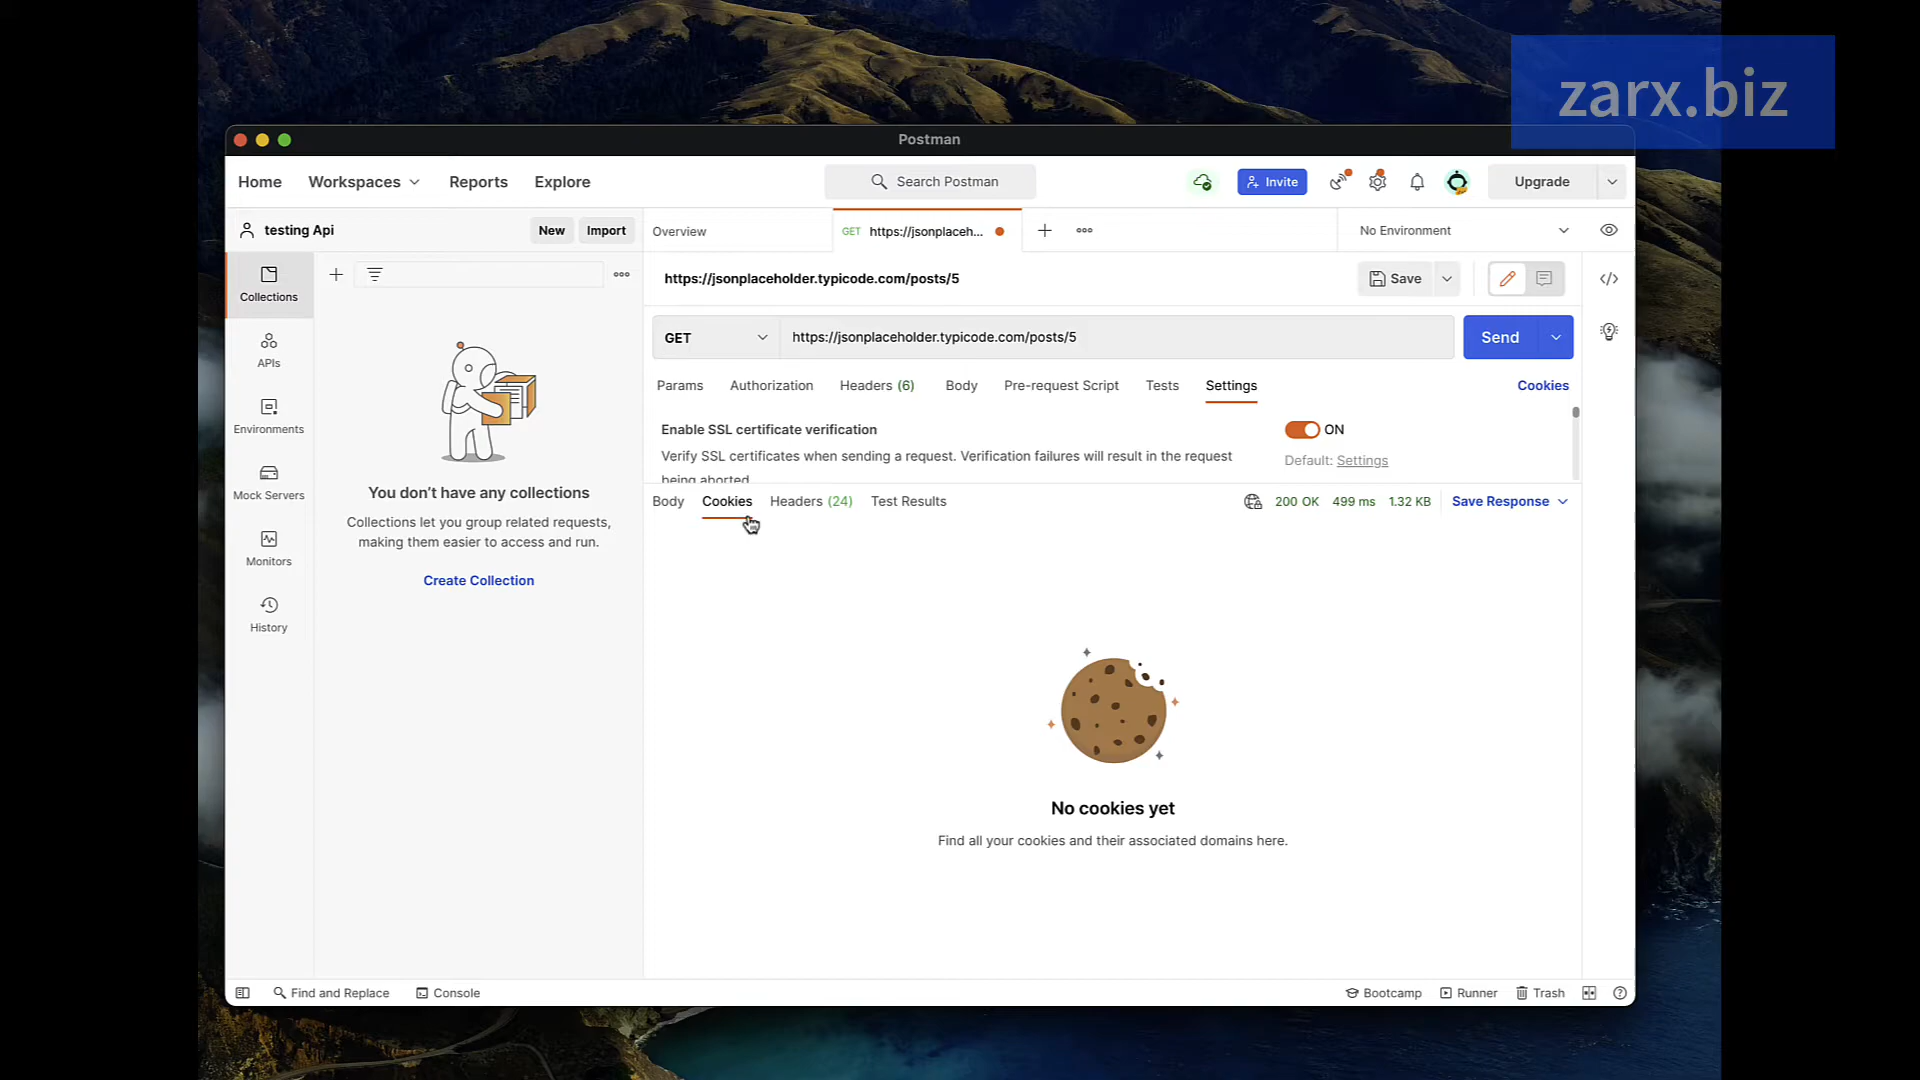 zarx.biz
Postman
Home Workspaces Reports Explore Search Postman Invite Upgrade
testing Api New Import Overview GET https://jsonplaceh... No Environment
https://jsonplaceholder.typicode.com/posts/5 Save
Collections
GET https://jsonplaceholder.typicode.com/posts/5 Send
APIs
Params Authorization Headers (6) Body Pre-request Script Tests Settings Cookies
Environments
Enable SSL certificate verification ON
Verify SSL certificates when sending a request. Verification failures will result in the request
being aborted
Default: Settings
Mock Servers
You don’t have any collections
Body Cookies Headers (24) Test Results 200 OK 499 ms 1.32 KB Save Response
Collections let you group related requests,
making them easier to access and run.
Monitors
Create Collection
History
No cookies yet
Find all your cookies and their associated domains here.
Find and Replace Console Bootcamp Runner Trash